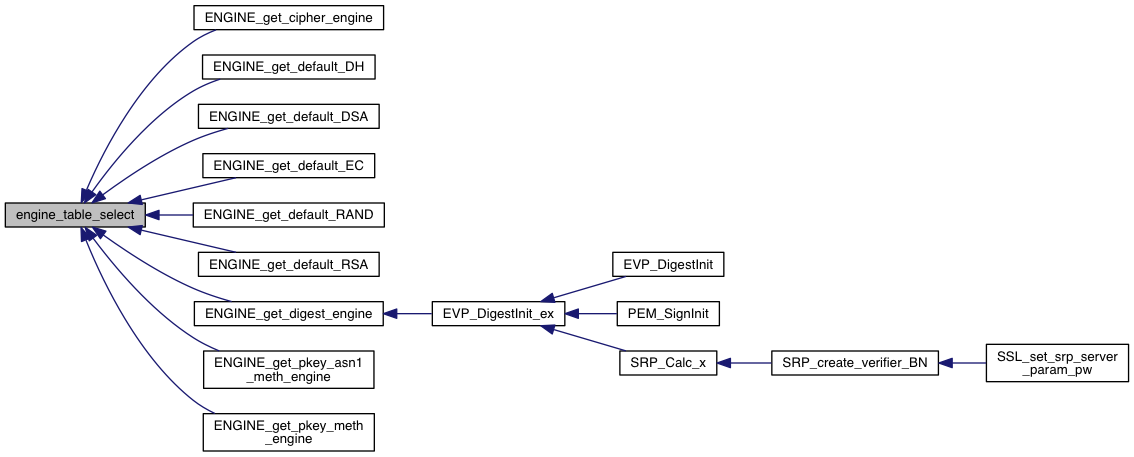 ENGINE_get_cipher_engine
ENGINE_get_default_DH
ENGINE_get_default_DSA
ENGINE_get_default_EC
engine_table_select
ENGINE_get_default_RAND
ENGINE_get_default_RSA
EVP_DigestInit
ENGINE_get_digest_engine
EVP_DigestInit_ex
PEM_SignInit
ENGINE_get_pkey_asn1
_meth_engine
SRP_Calc_x
SRP_create_verifier_BN
SSL_set_srp_server
_param_pw
ENGINE_get_pkey_meth
_engine